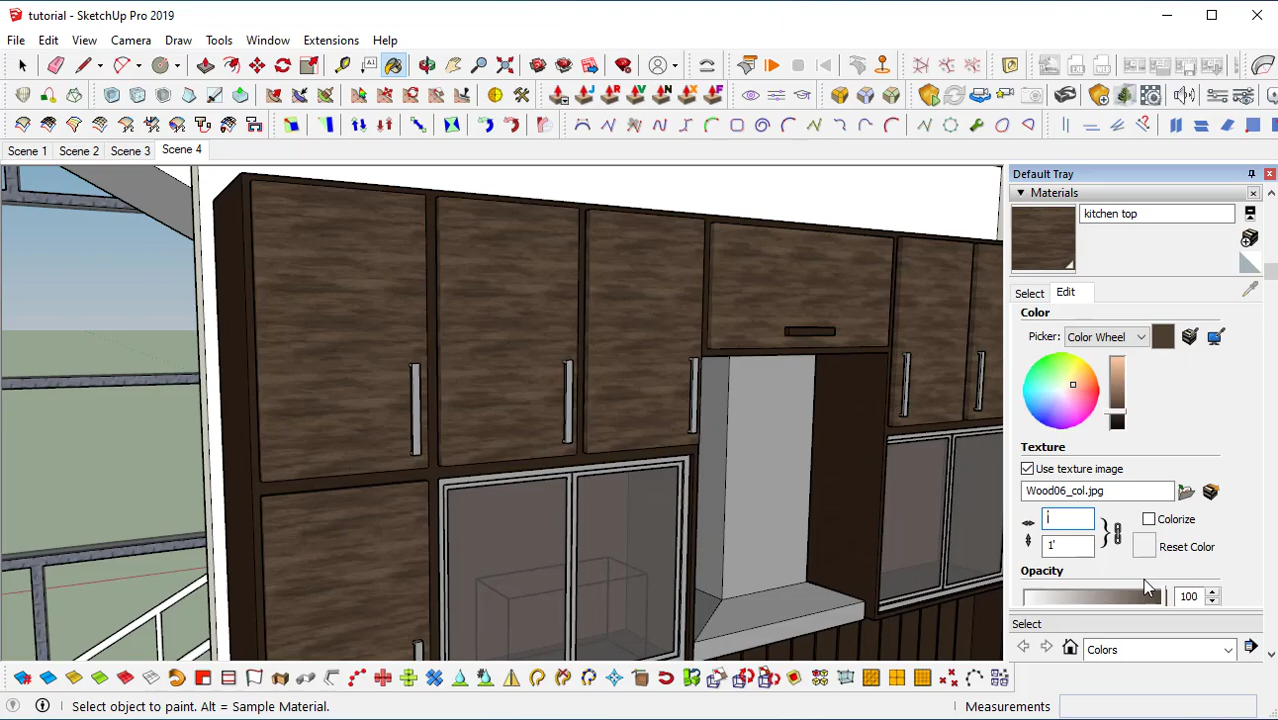 tutorial - SketchUp Pro 2019
File Edit View Camera Draw Tools Window Extensions Help
Scene 1 Scene 2 Scene 3 Scene 4
Default Tray
Materials
kitchen top
Select Edit
Color
Picker: Color Wheel
Texture
Use texture image
Wood06_col.jpg
Colorize
1'
Reset Color
Opacity
100
Select
Colors
Select object to paint. Alt = Sample Material.
Measurements